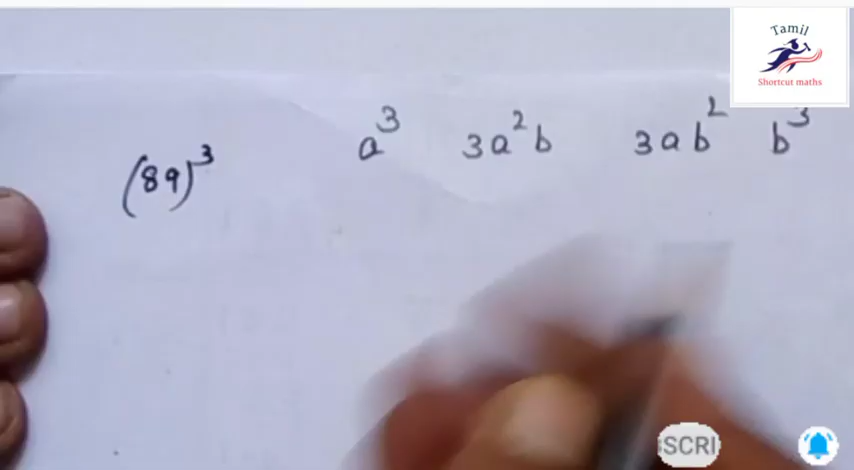 Tamil
Shortcut maths
a³ 3a²b 3ab² b³
(89)³
SCRI